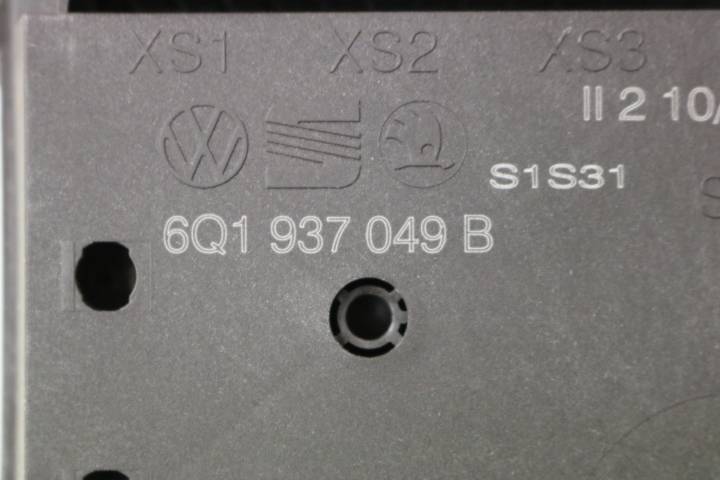 XS1 XS2 XS3
II 2 10/
S1S31
6Q1 937 049 B